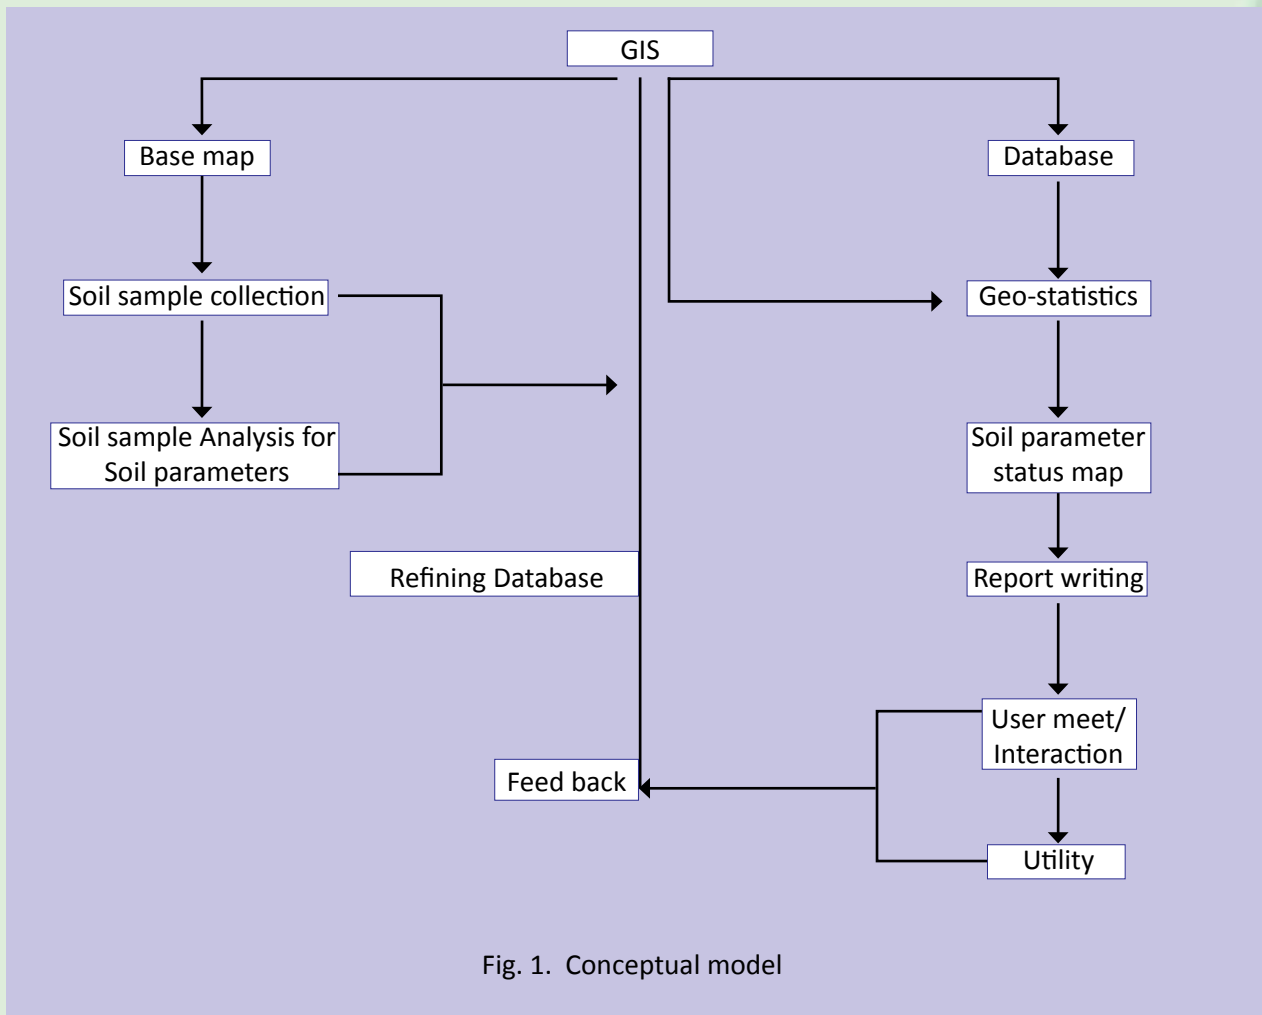 GIS
Base map
Database
Soil sample collection
Geo-statistics
Soil sample Analysis for
Soil parameters
Soil parameter
status map
Refining Database
Report writing
User meet/
Interaction
Feed back
Utility
Fig. 1. Conceptual model